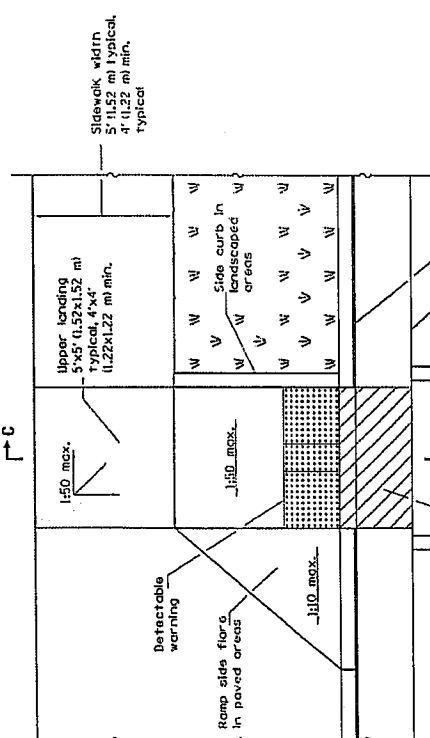 C
Sidewalk width
5' (1.52 m) typical.
4' (1.22 m) min.
typical
Upper landing
5'x5' (1.52x1.52 m)
typical, 4'x4'
(1.22x1.22 m) min.
1:50 max.
Side curb in
landscaped
areas
1:50 max.
Detectable
warning
Ramp side flare
in paved areas
1:10 max.